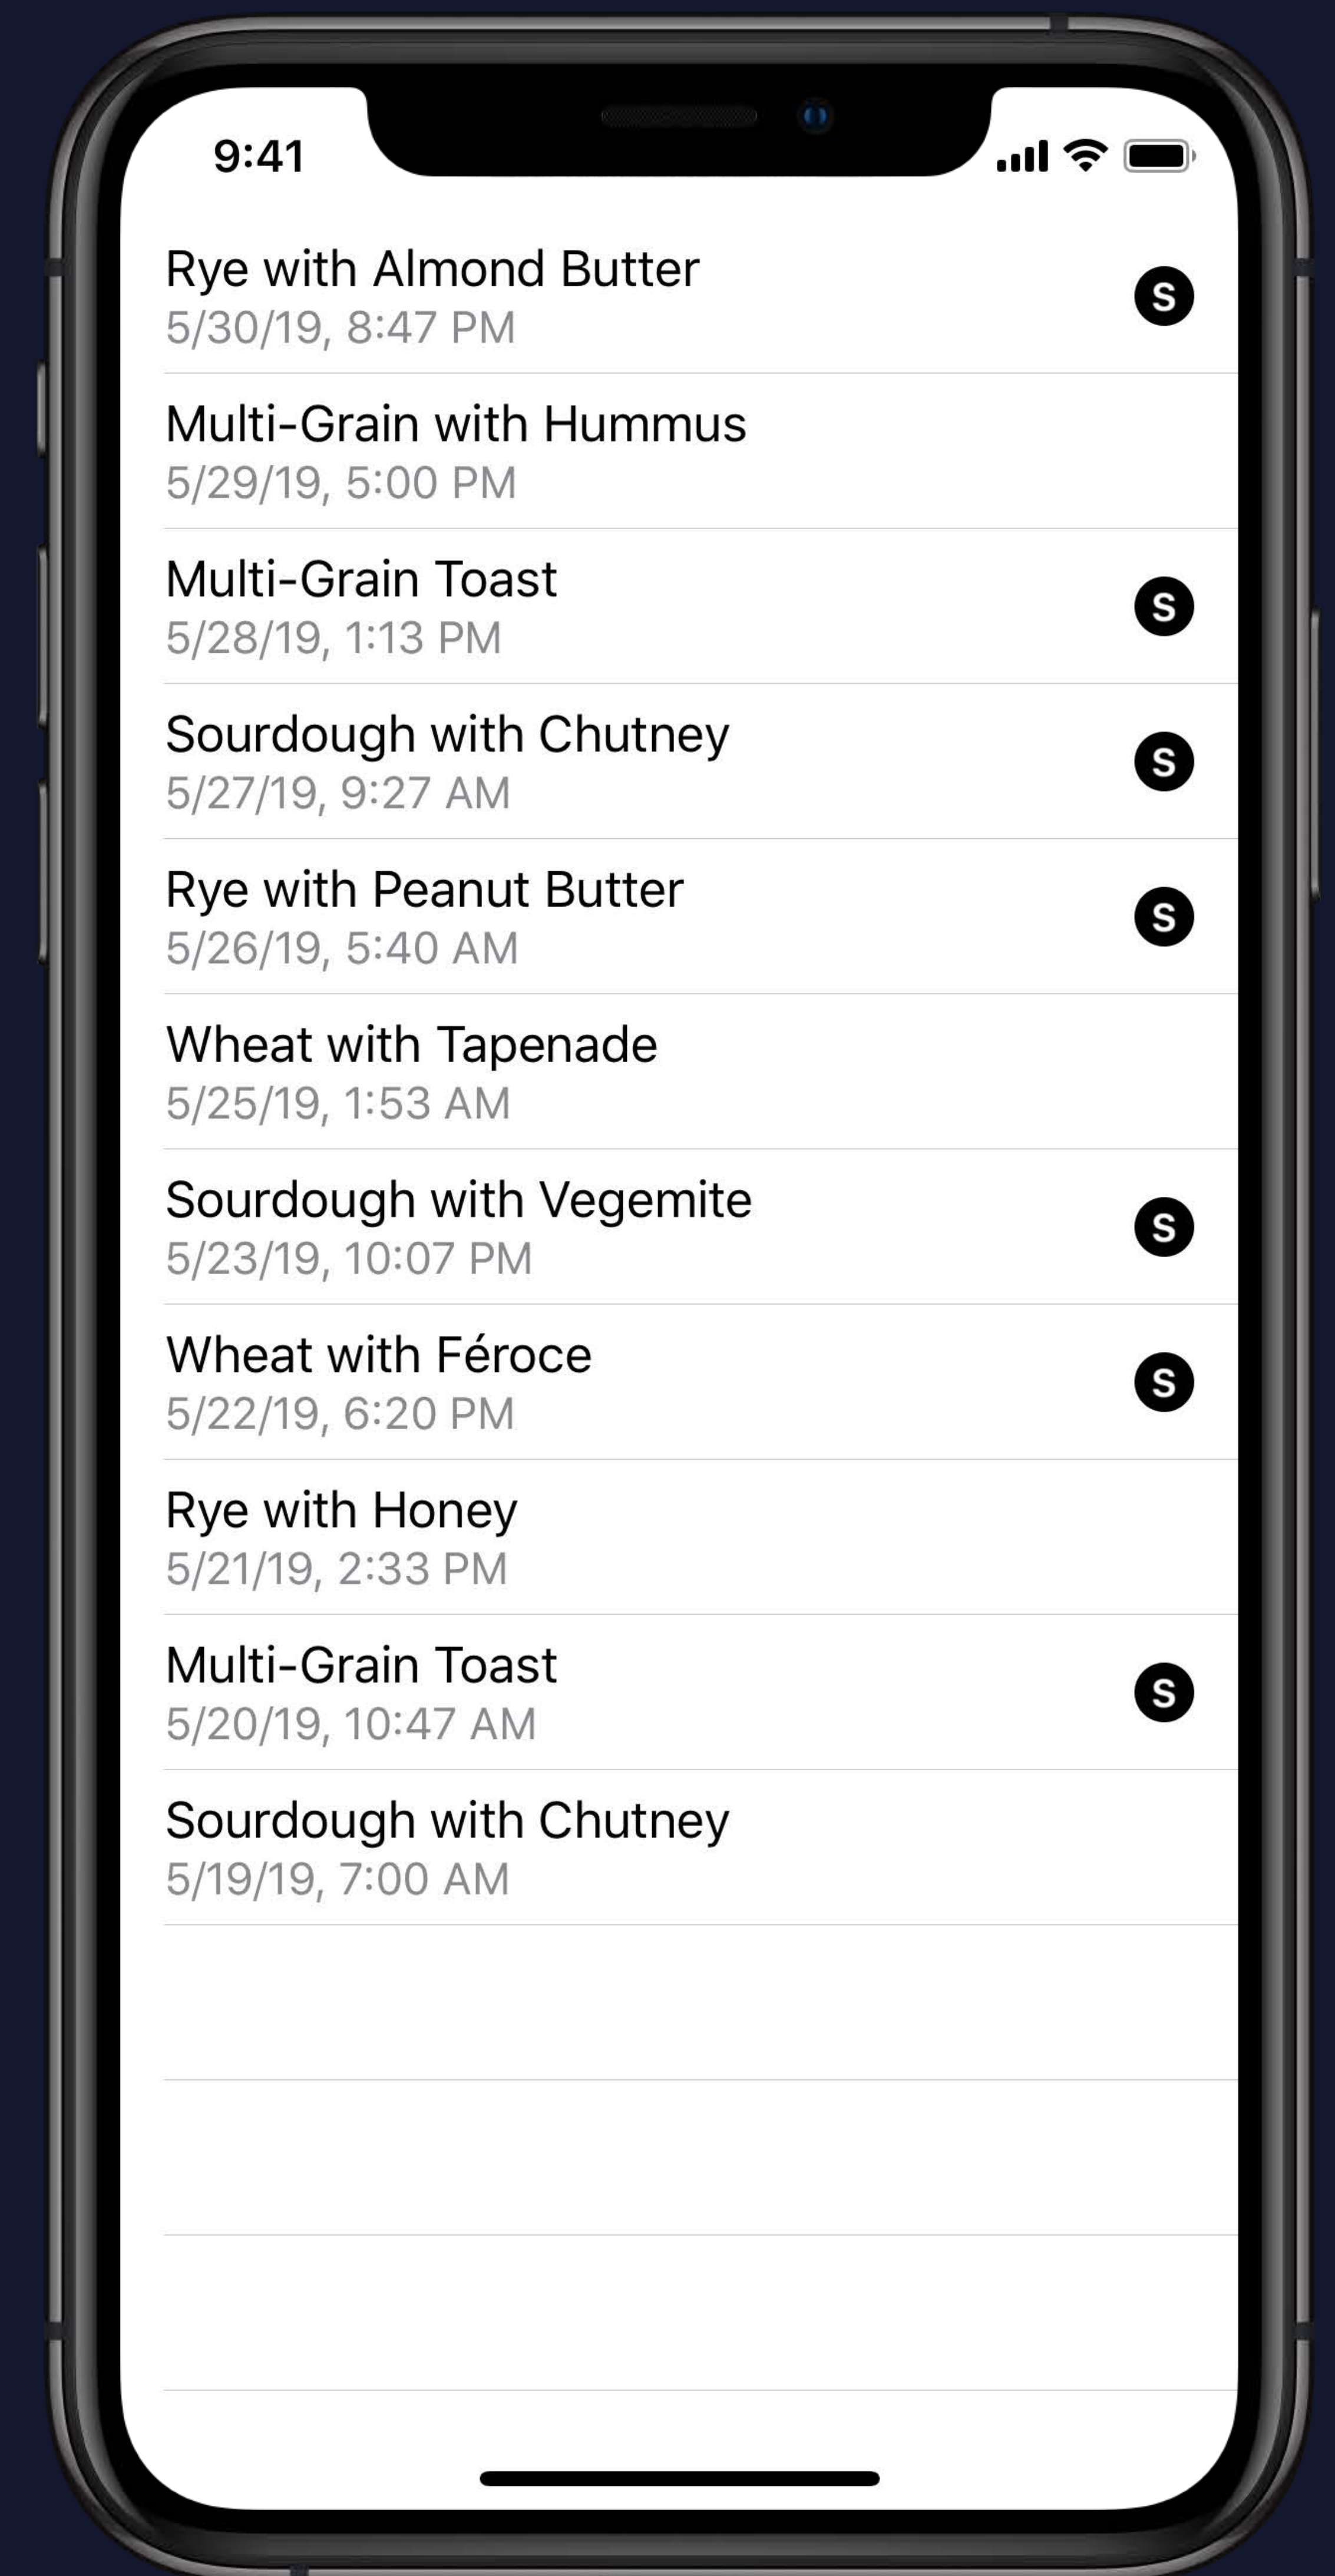 9:41
Rye with Almond Butter
5/30/19, 8:47 PM
S
Multi-Grain with Hummus
5/29/19, 5:00 PM
Multi-Grain Toast
5/28/19, 1:13 PM
S
Sourdough with Chutney
5/27/19, 9:27 AM
S
Rye with Peanut Butter
5/26/19, 5:40 AM
S
Wheat with Tapenade
5/25/19, 1:53 AM
Sourdough with Vegemite
5/23/19, 10:07 PM
S
Wheat with Féroce
5/22/19, 6:20 PM
S
Rye with Honey
5/21/19, 2:33 PM
Multi-Grain Toast
5/20/19, 10:47 AM
S
Sourdough with Chutney
5/19/19, 7:00 AM